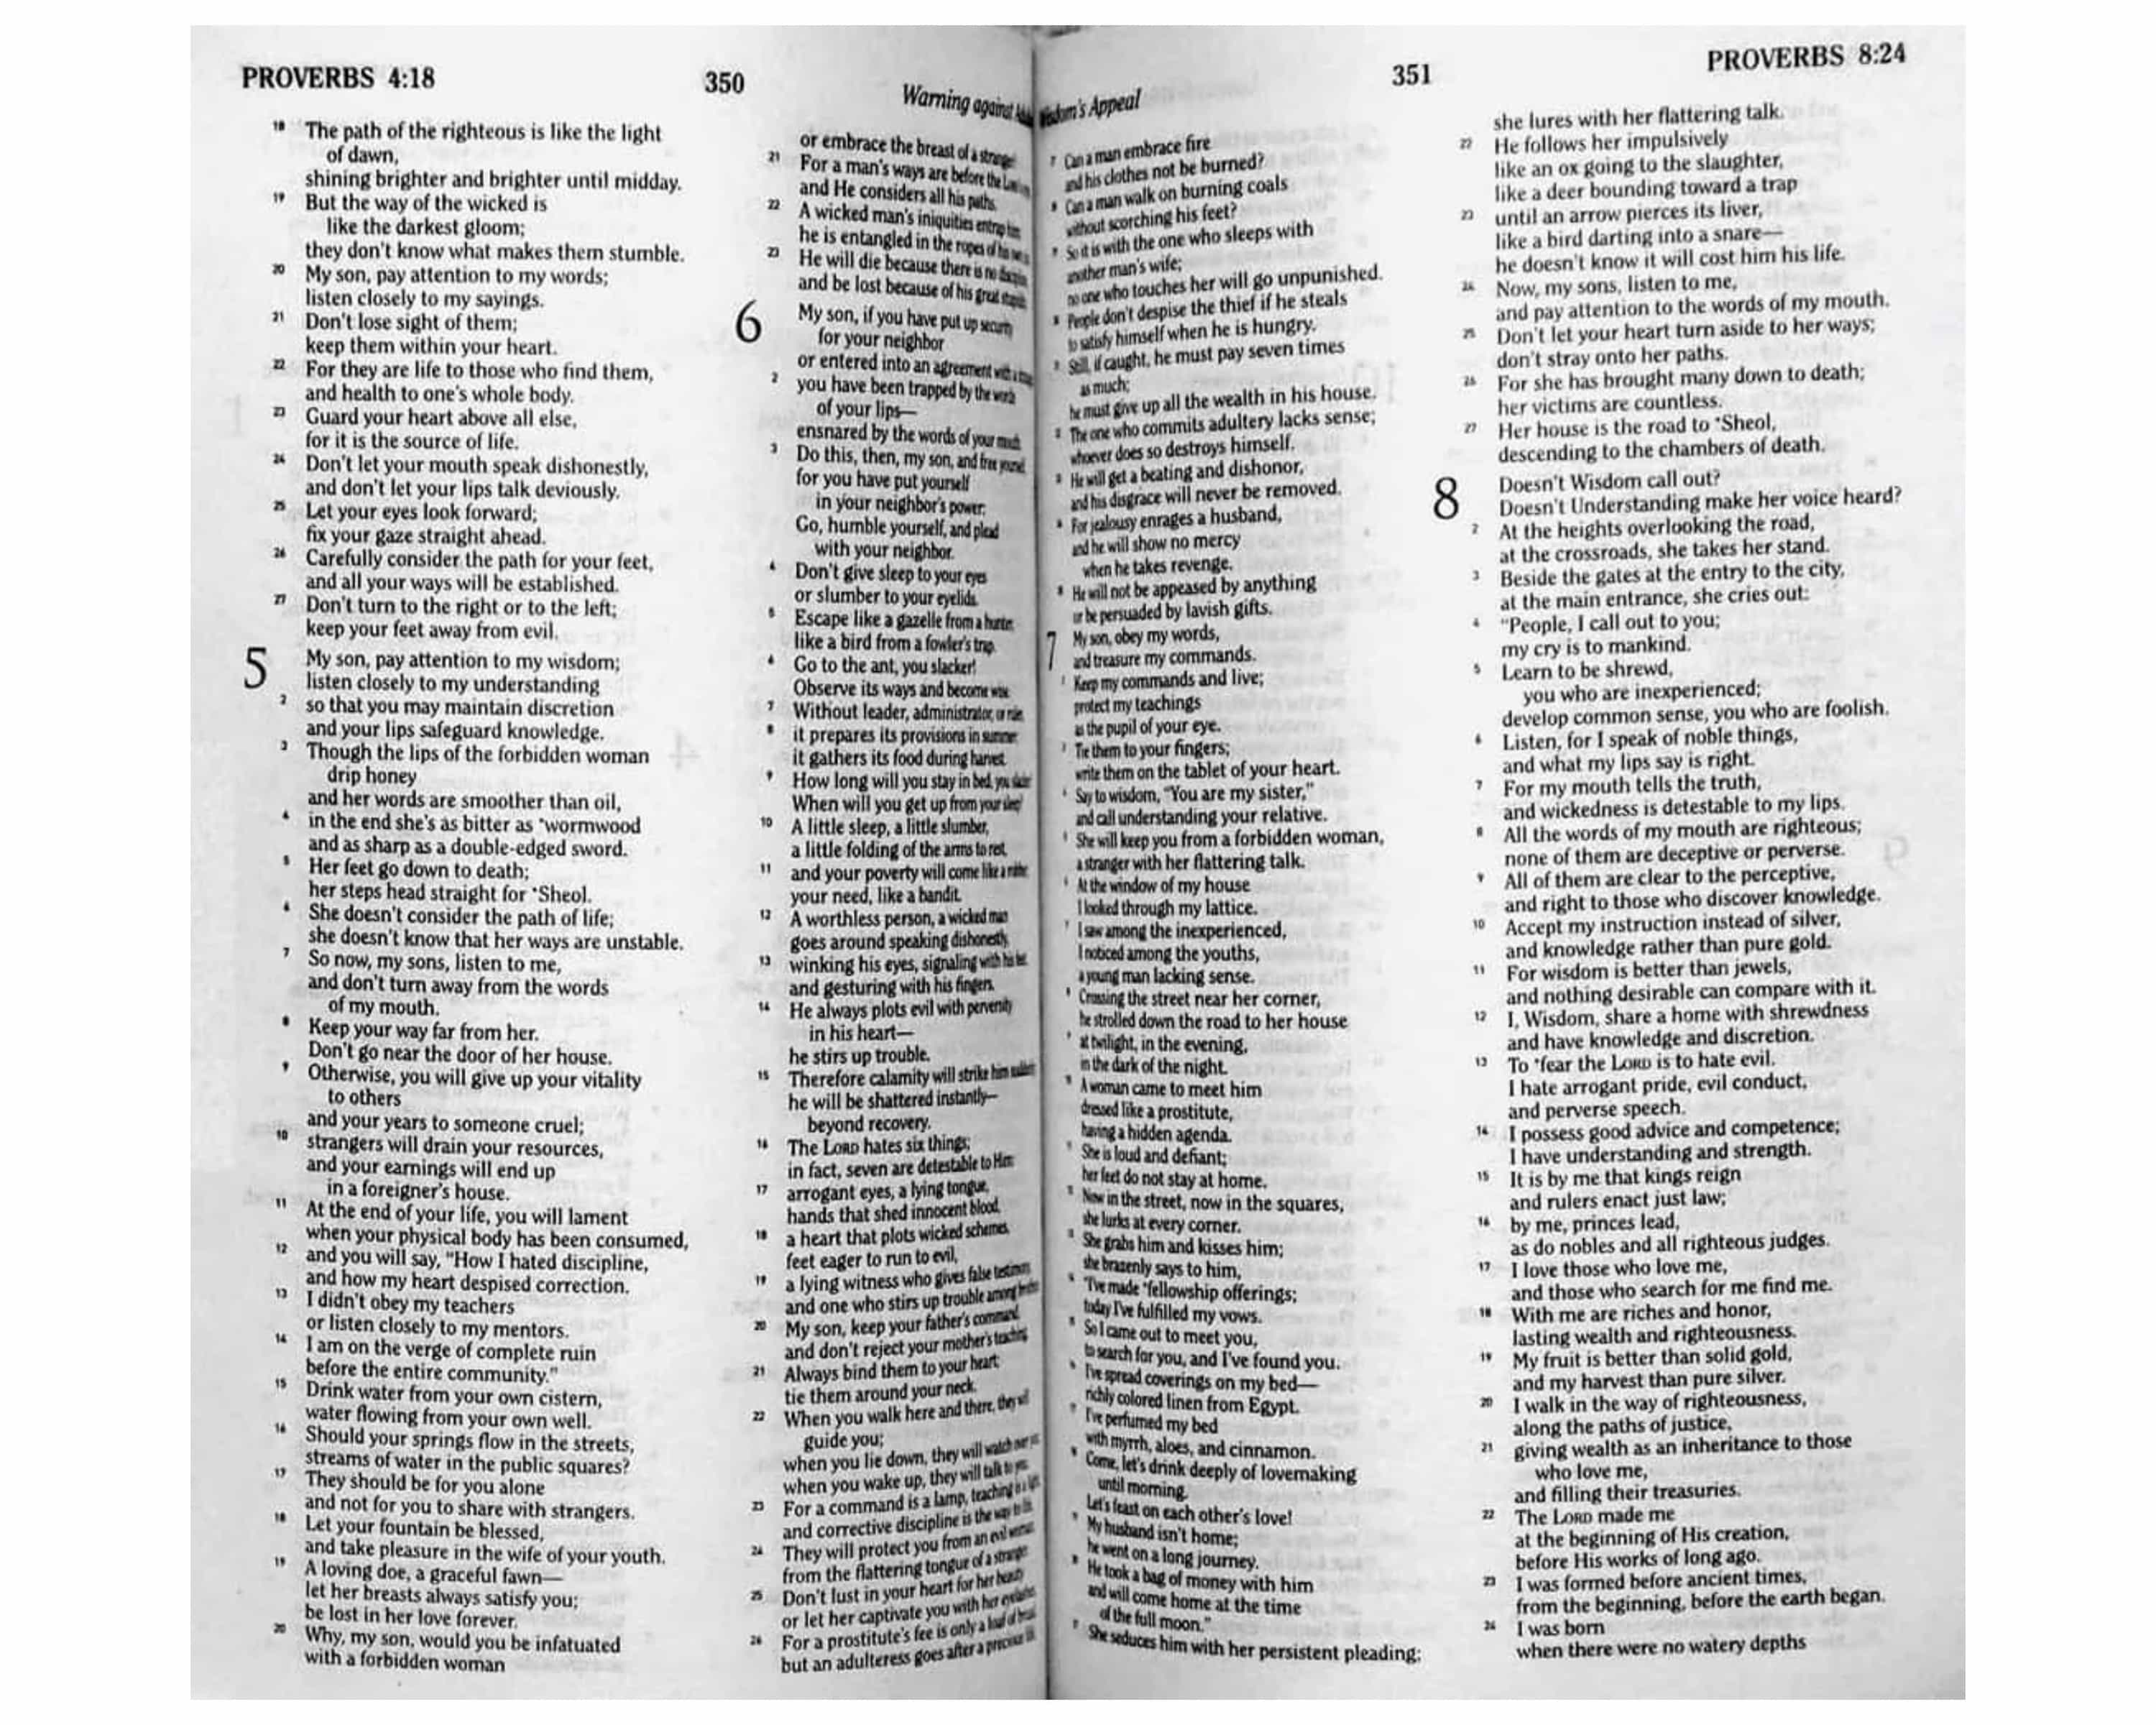 PROVERBS 4:18
350
Warning against
18 The path of the righteous is like the light
of dawn,
shining brighter and brighter until midday.
19 But the way of the wicked is
like the darkest gloom;
they don't know what makes them stumble.
20 My son, pay attention to my words;
listen closely to my sayings.
21 Don't lose sight of them;
keep them within your heart.
22 For they are life to those who find them,
and health to one's whole body.
23 Guard your heart above all else,
for it is the source of life.
24 Don't let your mouth speak dishonestly,
and don't let your lips talk deviously.
25 Let your eyes look forward;
fix your gaze straight ahead.
26 Carefully consider the path for your feet,
and all your ways will be established.
27 Don't turn to the right or to the left;
keep your feet away from evil.
5 My son, pay attention to my wisdom;
listen closely to my understanding
2 so that you may maintain discretion
and your lips safeguard knowledge.
3 Though the lips of the forbidden woman
drip honey
and her words are smoother than oil,
4 in the end she's as bitter as *wormwood
and as sharp as a double-edged sword.
5 Her feet go down to death;
her steps head straight for *Sheol.
6 She doesn't consider the path of life;
she doesn't know that her ways are unstable.
7 So now, my sons, listen to me,
and don't turn away from the words
of my mouth.
8 Keep your way far from her.
Don't go near the door of her house.
9 Otherwise, you will give up your vitality
to others
and your years to someone cruel;
10 strangers will drain your resources,
and your earnings will end up
in a foreigner's house.
11 At the end of your life, you will lament
when your physical body has been consumed,
12 and you will say, "How I hated discipline,
and how my heart despised correction.
13 I didn't obey my teachers
or listen closely to my mentors.
14 I am on the verge of complete ruin
before the entire community."
15 Drink water from your own cistern,
water flowing from your own well.
16 Should your springs flow in the streets,
streams of water in the public squares?
17 They should be for you alone
and not for you to share with strangers.
18 Let your fountain be blessed,
and take pleasure in the wife of your youth.
19 A loving doe, a graceful fawn—
let her breasts always satisfy you;
be lost in her love forever.
20 Why, my son, would you be infatuated
with a forbidden woman
or embrace the breast of a
21 For a man's ways are before the
and He considers all his paths.
22 A wicked man's iniquities entrap him;
he is entangled in the ropes of his
23 He will die because there is no
and be lost because of his great
6 My son, if you have put up security
for your neighbor
or entered into an agreement with a
2 you have been trapped by the words
of your lips—
ensnared by the words of your mouth.
3 Do this, then, my son, and free yourself,
for you have put yourself
in your neighbor's power:
Go, humble yourself, and plead
with your neighbor.
4 Don't give sleep to your eyes
or slumber to your eyelids.
5 Escape like a gazelle from a hunter,
like a bird from a fowler's trap.
6 Go to the ant, you slacker!
Observe its ways and become wise.
7 Without leader, administrator, or ruler,
8 it prepares its provisions in summer;
it gathers its food during harvest.
9 How long will you stay in bed, you slacker?
When will you get up from your sleep?
10 A little sleep, a little slumber,
a little folding of the arms to rest,
11 and your poverty will come like a robber,
your need, like a bandit.
12 A worthless person, a wicked man
goes around speaking dishonestly,
13 winking his eyes, signaling with his feet,
and gesturing with his fingers.
14 He always plots evil with perversity
in his heart—
he stirs up trouble.
15 Therefore calamity will strike him suddenly;
he will be shattered instantly—
beyond recovery.
16 The LORD hates six things;
in fact, seven are detestable to Him:
17 arrogant eyes, a lying tongue,
hands that shed innocent blood,
18 a heart that plots wicked schemes,
feet eager to run to evil,
19 a lying witness who gives false testimony,
and one who stirs up trouble among brothers.
20 My son, keep your father's command,
and don't reject your mother's teaching.
21 Always bind them to your heart;
tie them around your neck.
22 When you walk here and there, they will
guide you;
when you lie down, they will watch over
when you wake up, they will talk to you.
23 For a command is a lamp, teaching is a
and corrective discipline is the way to
24 They will protect you from an evil woman,
from the flattering tongue of a stranger.
25 Don't lust in your heart for her beauty
or let her captivate you with her eyelashes.
26 For a prostitute's fee is only a loaf of bread,
but an adulteress goes after a precious
Wisdom's Appeal
351
PROVERBS 8:24
7 Can a man embrace fire
and his clothes not be burned?
8 Can a man walk on burning coals
without scorching his feet?
9 So it is with the one who sleeps with
another man's wife;
no one who touches her will go unpunished.
People don't despise the thief if he steals
to satisfy himself when he is hungry.
Still, if caught, he must pay seven times
as much;
he must give up all the wealth in his house.
The one who commits adultery lacks sense;
whoever does so destroys himself.
He will get a beating and dishonor,
and his disgrace will never be removed.
For jealousy enrages a husband,
and he will show no mercy
when he takes revenge.
He will not be appeased by anything
or be persuaded by lavish gifts.
7 My son, obey my words,
and treasure my commands.
Keep my commands and live;
protect my teachings
as the pupil of your eye.
3 Tie them to your fingers;
write them on the tablet of your heart.
4 Say to wisdom, "You are my sister,"
and call understanding your relative.
She will keep you from a forbidden woman,
a stranger with her flattering talk.
6 At the window of my house
I looked through my lattice.
7 I saw among the inexperienced,
I noticed among the youths,
a young man lacking sense.
8 Crossing the street near her corner,
he strolled down the road to her house
9 at twilight, in the evening,
in the dark of the night.
A woman came to meet him
dressed like a prostitute,
having a hidden agenda.
She is loud and defiant;
her feet do not stay at home.
Now in the street, now in the squares,
she lurks at every corner.
She grabs him and kisses him;
she brazenly says to him,
"I've made *fellowship offerings;
today I've fulfilled my vows.
So I came out to meet you,
to search for you, and I've found you.
I've spread coverings on my bed—
richly colored linen from Egypt.
I've perfumed my bed
with myrrh, aloes, and cinnamon.
Come, let's drink deeply of lovemaking
until morning.
Let's feast on each other's love!
My husband isn't home;
he went on a long journey.
He took a bag of money with him
and will come home at the time
of the full moon."
She seduces him with her persistent pleading;
she lures with her flattering talk.
22 He follows her impulsively
like an ox going to the slaughter,
like a deer bounding toward a trap
23 until an arrow pierces its liver,
like a bird darting into a snare—
he doesn't know it will cost him his life.
24 Now, my sons, listen to me,
and pay attention to the words of my mouth.
25 Don't let your heart turn aside to her ways;
don't stray onto her paths.
26 For she has brought many down to death;
her victims are countless.
27 Her house is the road to *Sheol,
descending to the chambers of death.
8 Doesn't Wisdom call out?
Doesn't Understanding make her voice heard?
2 At the heights overlooking the road,
at the crossroads, she takes her stand.
3 Beside the gates at the entry to the city,
at the main entrance, she cries out:
4 "People, I call out to you;
my cry is to mankind.
5 Learn to be shrewd,
you who are inexperienced;
develop common sense, you who are foolish.
6 Listen, for I speak of noble things,
and what my lips say is right.
7 For my mouth tells the truth,
and wickedness is detestable to my lips.
8 All the words of my mouth are righteous;
none of them are deceptive or perverse.
9 All of them are clear to the perceptive,
and right to those who discover knowledge.
10 Accept my instruction instead of silver,
and knowledge rather than pure gold.
11 For wisdom is better than jewels,
and nothing desirable can compare with it.
12 I, Wisdom, share a home with shrewdness
and have knowledge and discretion.
13 To *fear the LORD is to hate evil.
I hate arrogant pride, evil conduct,
and perverse speech.
14 I possess good advice and competence;
I have understanding and strength.
15 It is by me that kings reign
and rulers enact just law;
16 by me, princes lead,
as do nobles and all righteous judges.
17 I love those who love me,
and those who search for me find me.
18 With me are riches and honor,
lasting wealth and righteousness.
19 My fruit is better than solid gold,
and my harvest than pure silver.
20 I walk in the way of righteousness,
along the paths of justice,
21 giving wealth as an inheritance to those
who love me,
and filling their treasuries.
22 The LORD made me
at the beginning of His creation,
before His works of long ago.
23 I was formed before ancient times,
from the beginning, before the earth began.
24 I was born
when there were no watery depths